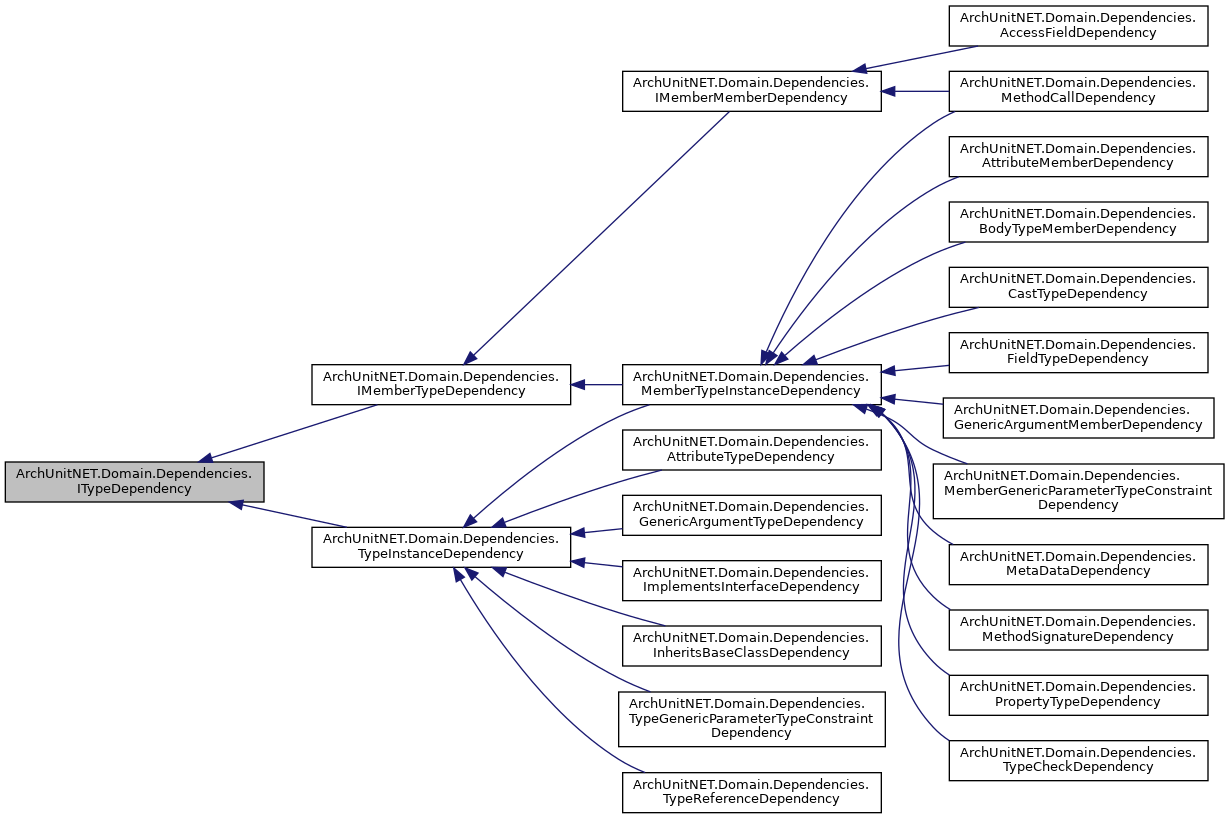 ArchUnitNET.Domain.Dependencies.
ITypeDependency
ArchUnitNET.Domain.Dependencies.
IMemberTypeDependency
ArchUnitNET.Domain.Dependencies.
TypeInstanceDependency
ArchUnitNET.Domain.Dependencies.
IMemberMemberDependency
ArchUnitNET.Domain.Dependencies.
MemberTypeInstanceDependency
ArchUnitNET.Domain.Dependencies.
AttributeTypeDependency
ArchUnitNET.Domain.Dependencies.
GenericArgumentTypeDependency
ArchUnitNET.Domain.Dependencies.
ImplementsInterfaceDependency
ArchUnitNET.Domain.Dependencies.
InheritsBaseClassDependency
ArchUnitNET.Domain.Dependencies.
TypeGenericParameterTypeConstraint
Dependency
ArchUnitNET.Domain.Dependencies.
TypeReferenceDependency
ArchUnitNET.Domain.Dependencies.
AccessFieldDependency
ArchUnitNET.Domain.Dependencies.
MethodCallDependency
ArchUnitNET.Domain.Dependencies.
AttributeMemberDependency
ArchUnitNET.Domain.Dependencies.
BodyTypeMemberDependency
ArchUnitNET.Domain.Dependencies.
CastTypeDependency
ArchUnitNET.Domain.Dependencies.
FieldTypeDependency
ArchUnitNET.Domain.Dependencies.
GenericArgumentMemberDependency
ArchUnitNET.Domain.Dependencies.
MemberGenericParameterTypeConstraint
Dependency
ArchUnitNET.Domain.Dependencies.
MetaDataDependency
ArchUnitNET.Domain.Dependencies.
MethodSignatureDependency
ArchUnitNET.Domain.Dependencies.
PropertyTypeDependency
ArchUnitNET.Domain.Dependencies.
TypeCheckDependency